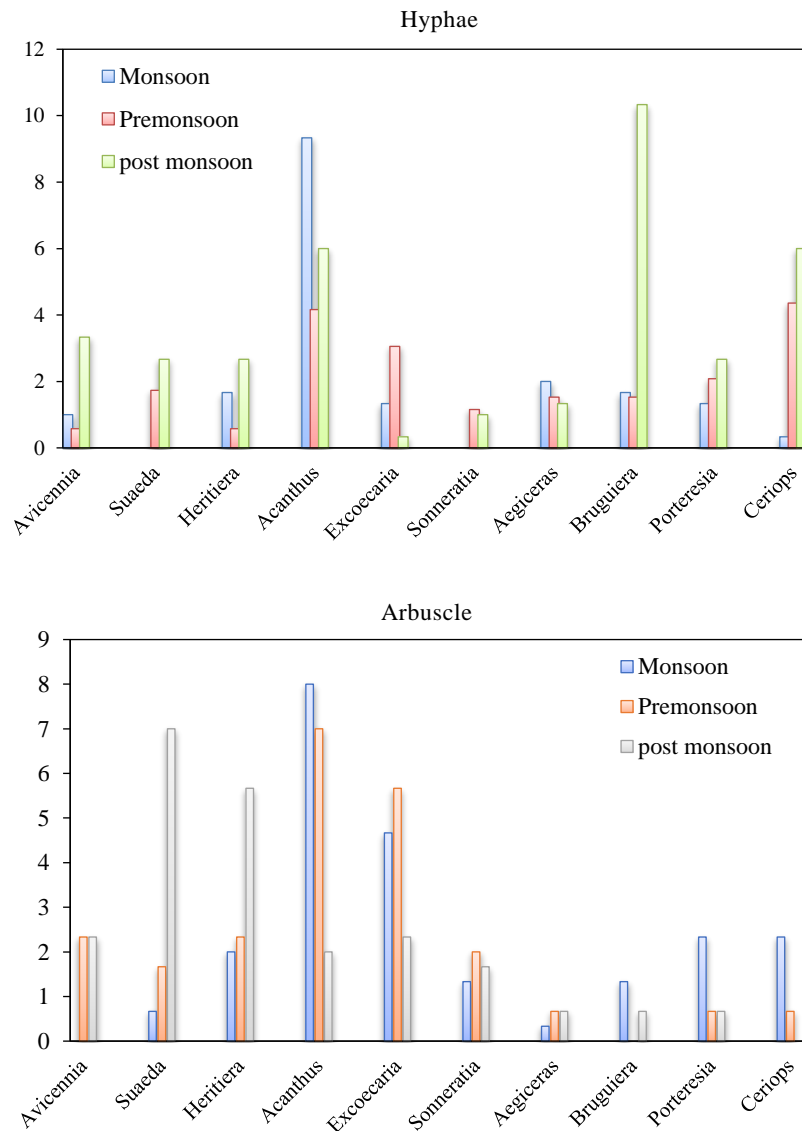 Hyphae
12
10
8
6
4
2
0
Monsoon
Premonsoon
post monsoon
Avicennia
Suaeda
Heritiera
Acanthus
Excoecaria
Sonneratia
Aegiceras
Bruguiera
Porteresia
Ceriops
Arbuscle
9
8
7
6
5
4
3
2
1
0
Monsoon
Premonsoon
post monsoon
Avicennia
Suaeda
Heritiera
Acanthus
Excoecaria
Sonneratia
Aegiceras
Bruguiera
Porteresia
Ceriops